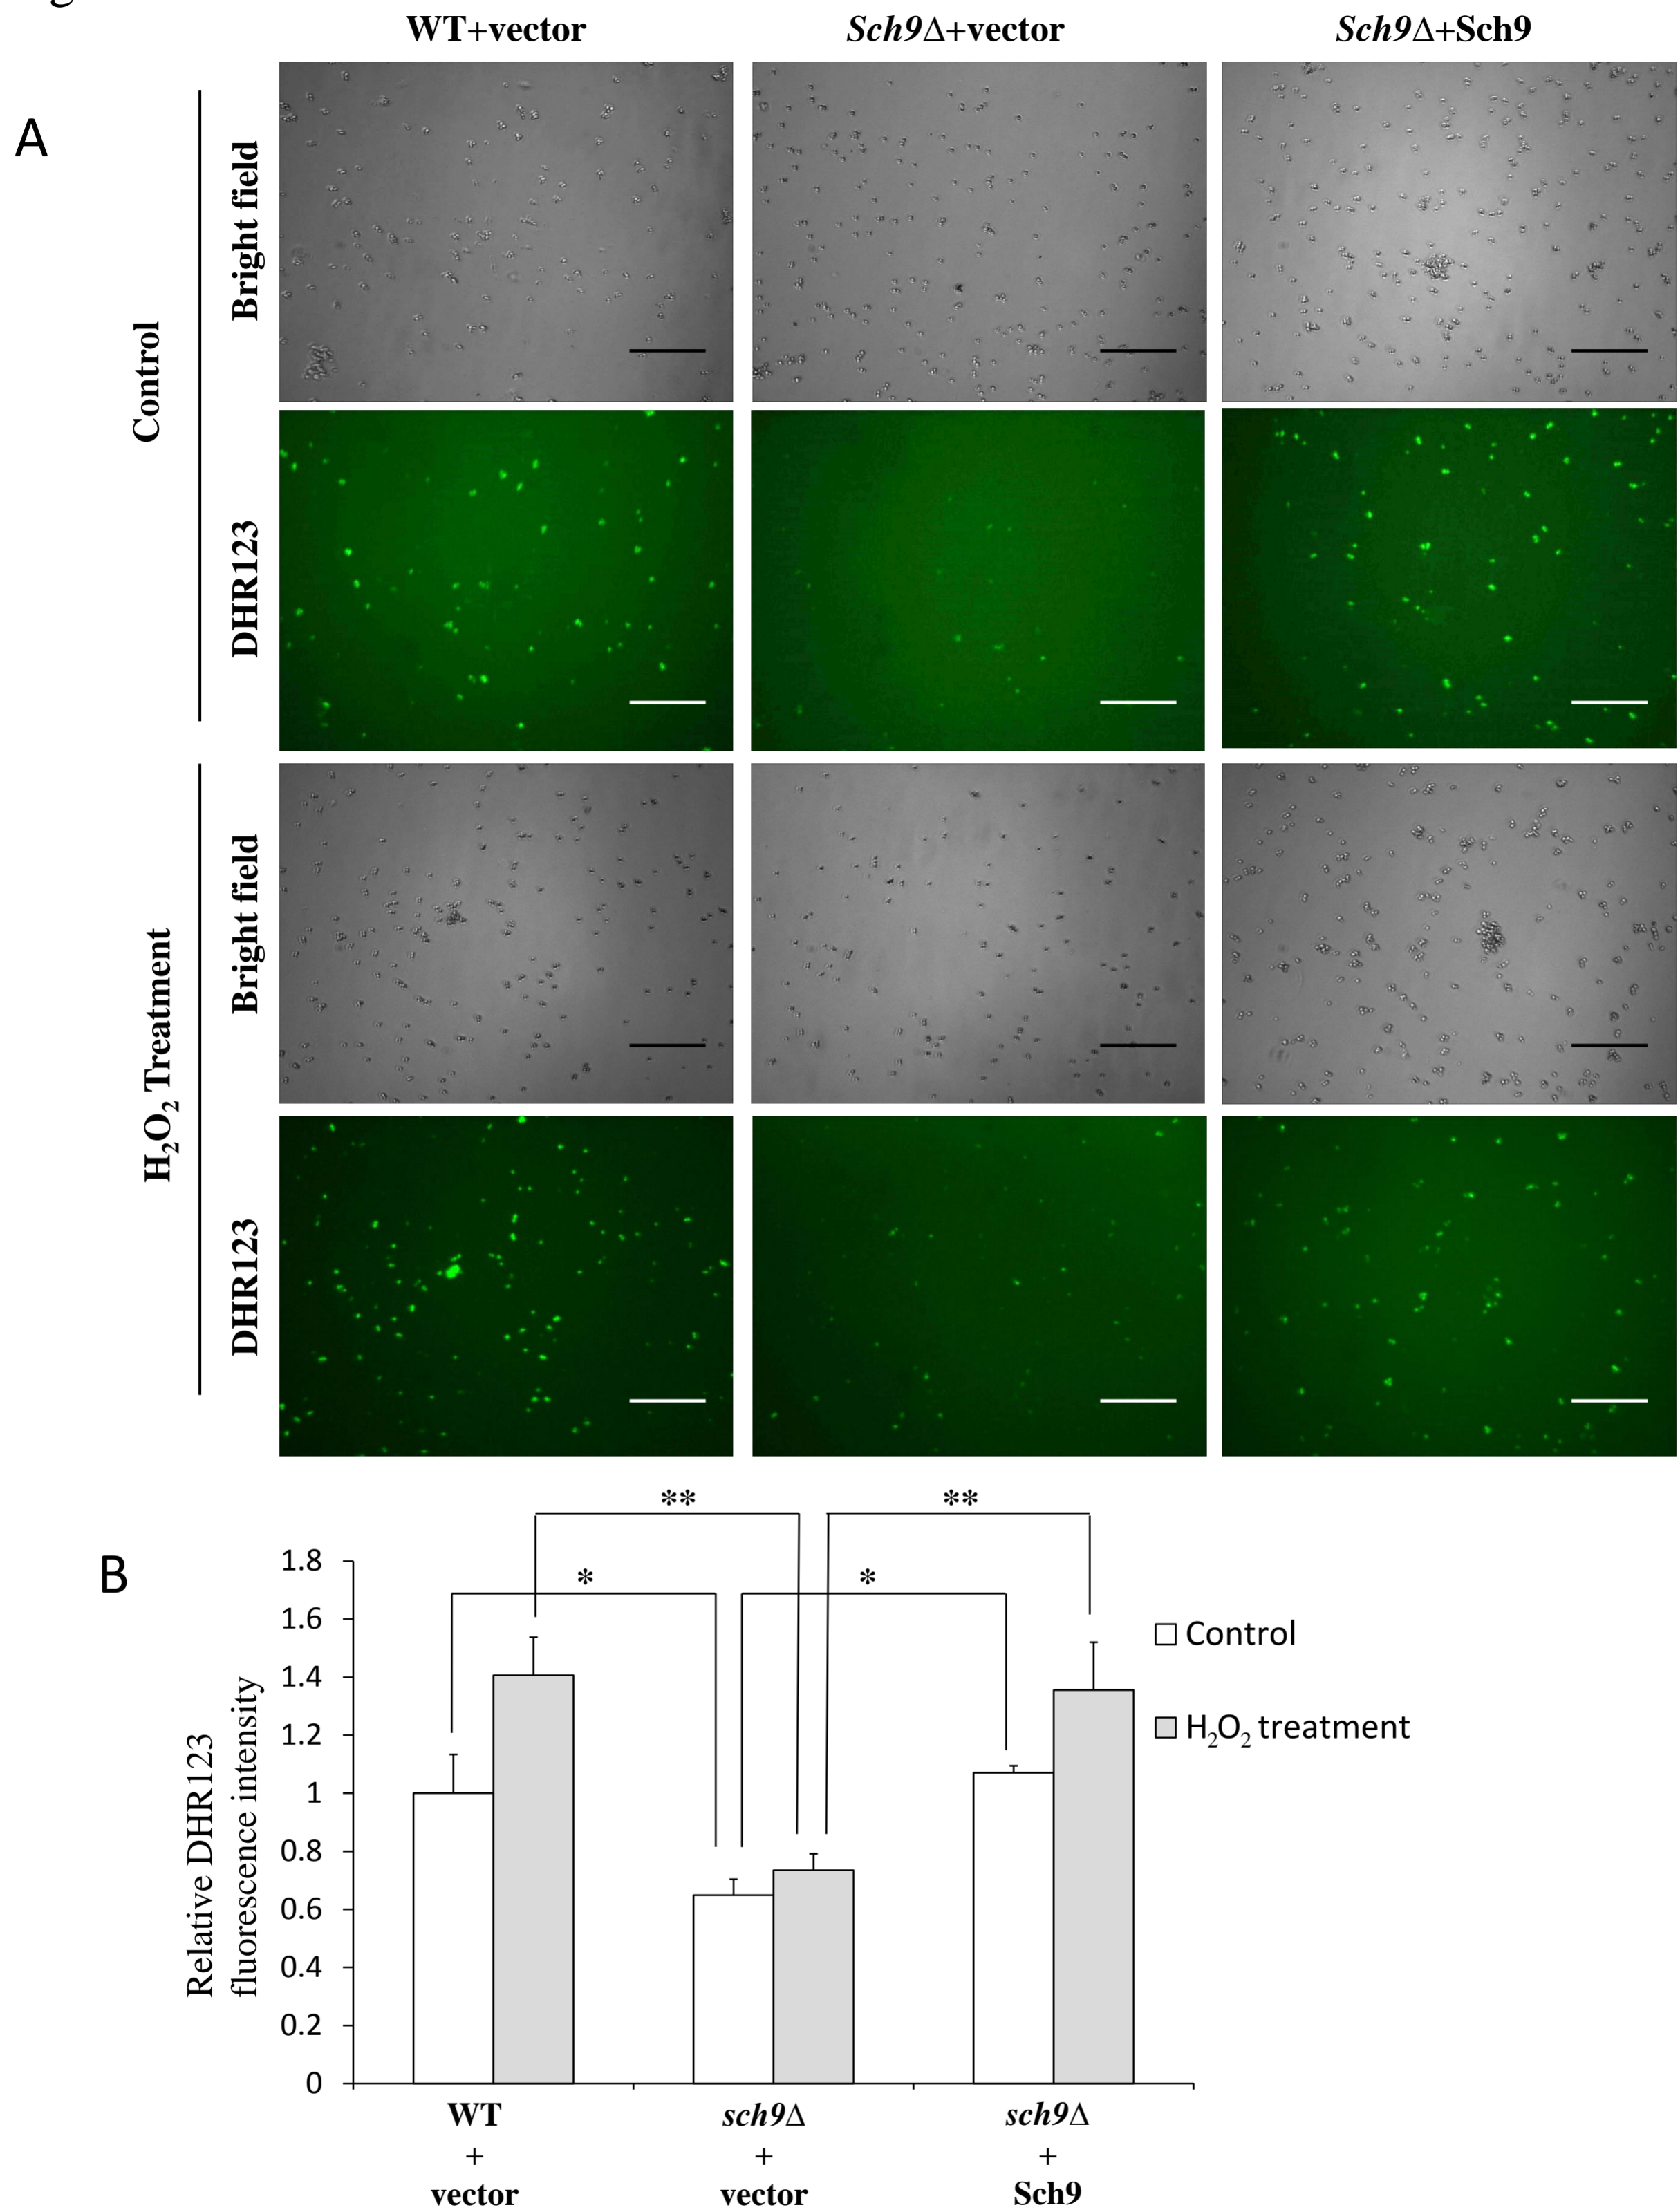 WT+vector
Sch9Δ+vector
Sch9Δ+Sch9
A
Control
Bright field
DHR123
H₂O₂ Treatment
Bright field
DHR123
B
Relative DHR123
fluorescence intensity
1.8
1.6
1.4
1.2
1
0.8
0.6
0.4
0.2
0
**
**
*
*
Control
H₂O₂ treatment
WT
+
vector
sch9Δ
+
vector
sch9Δ
+
Sch9